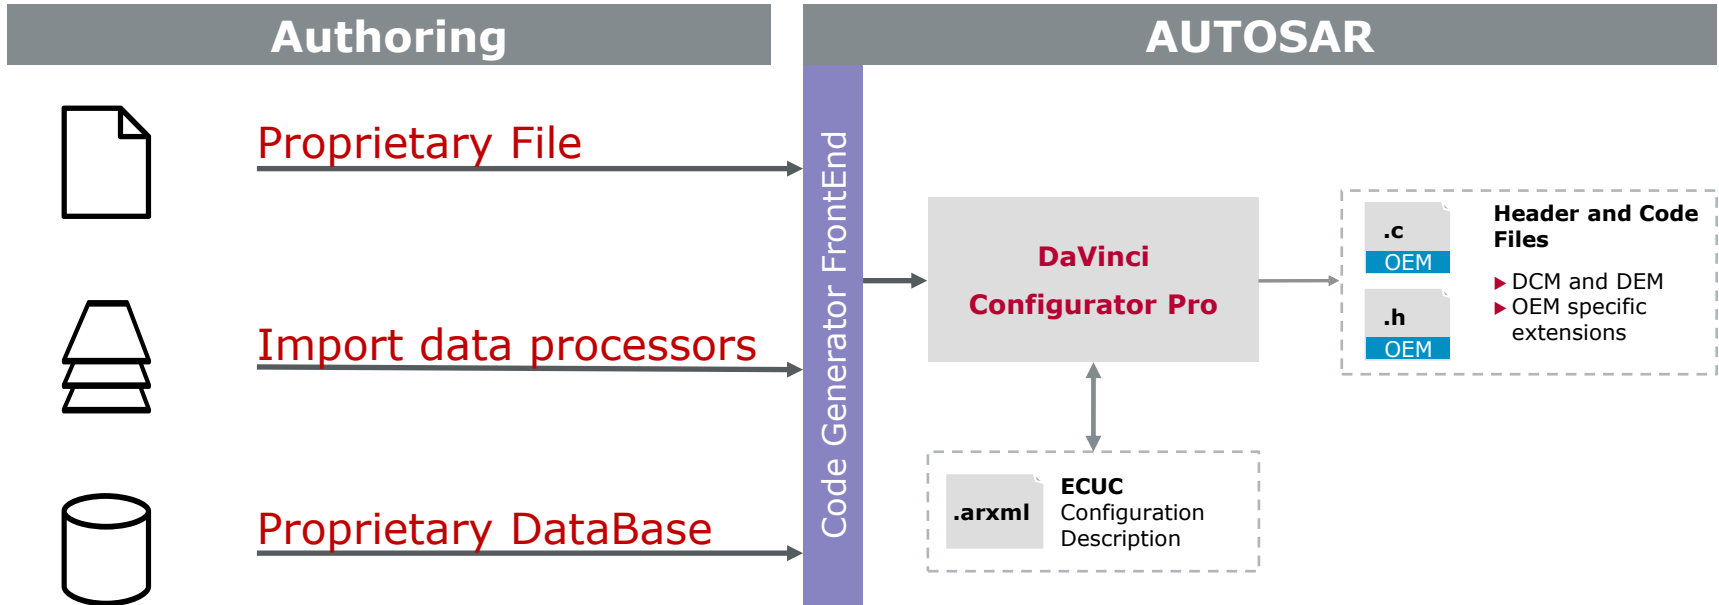 Authoring
AUTOSAR
Proprietary File
Import data processors
Proprietary DataBase
Code Generator FrontEnd
DaVinci
Configurator Pro
.arxml
ECUC
Configuration
Description
.c
OEM
.h
OEM
Header and Code
Files
▶ DCM and DEM
▶ OEM specific
extensions